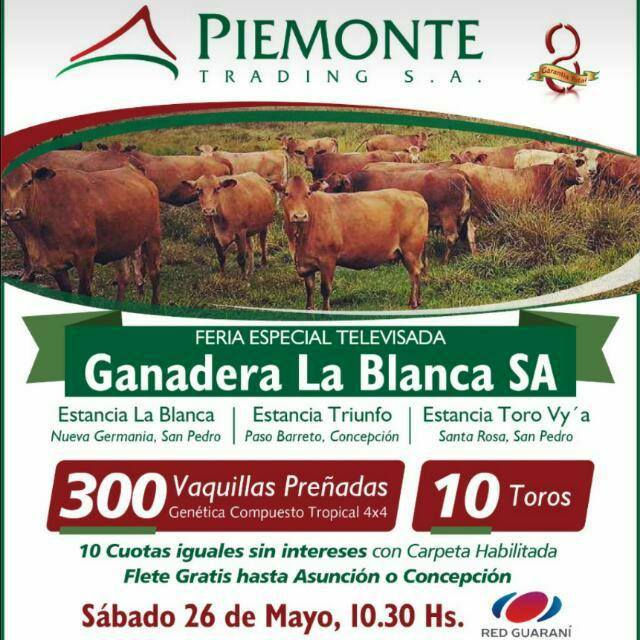 PIEMONTE
TRADING S.A.
Garantía Total
FERIA ESPECIAL TELEVISADA
Ganadera La Blanca SA
Estancia La Blanca
Nueva Germania, San Pedro
Estancia Triunfo
Paso Barreto, Concepción
Estancia Toro Vy´a
Santa Rosa, San Pedro
300 Vaquillas Preñadas
Genética Compuesto Tropical 4x4
10 Toros
10 Cuotas iguales sin intereses con Carpeta Habilitada
Flete Gratis hasta Asunción o Concepción
Sábado 26 de Mayo, 10.30 Hs.
RED GUARANÍ